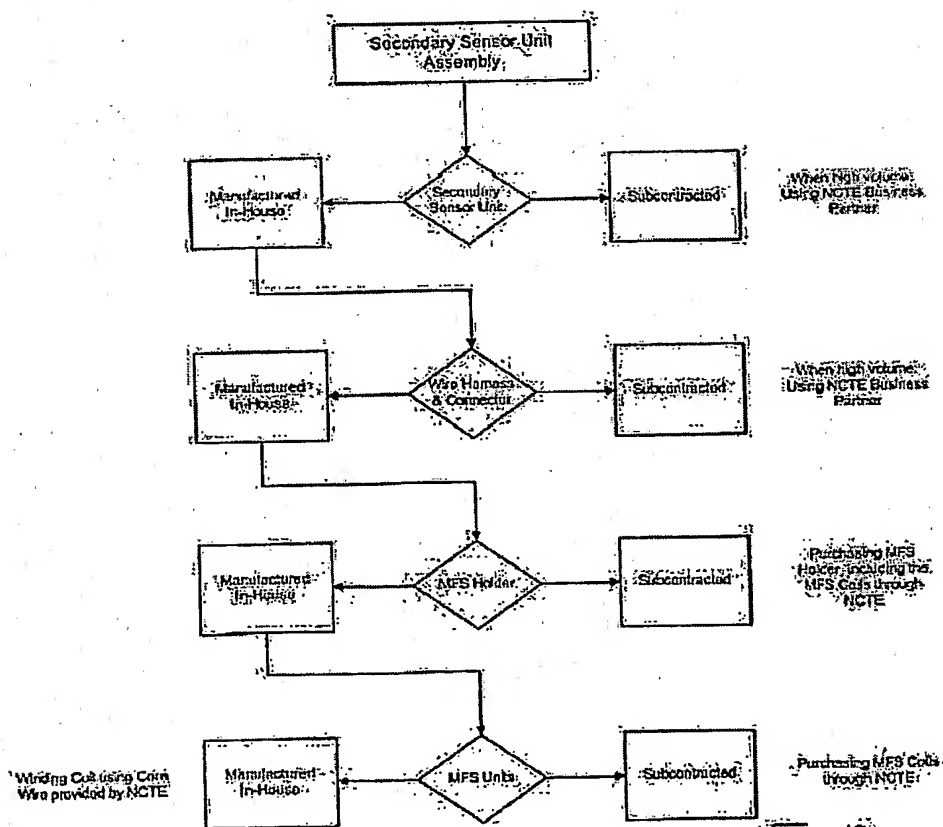 Secondary Sensor Unit
Assembly
Manufactured
In-House
Secondary
Sensor Unit
Subcontracted
When high volume:
Using NCTE Business
Partner
Manufactured
In-House
Wire Harness
& Connector
Subcontracted
When high volume:
Using NCTE Business
Partner
Manufactured
In-House
MFS Holder
Subcontracted
Purchasing MFS
Holder, including the
MFS Coils through
NCTE
Winding Coil using
Wire provided by NCTE
Manufactured
In-House
MFS Units
Subcontracted
Purchasing MFS Coils
through NCTE